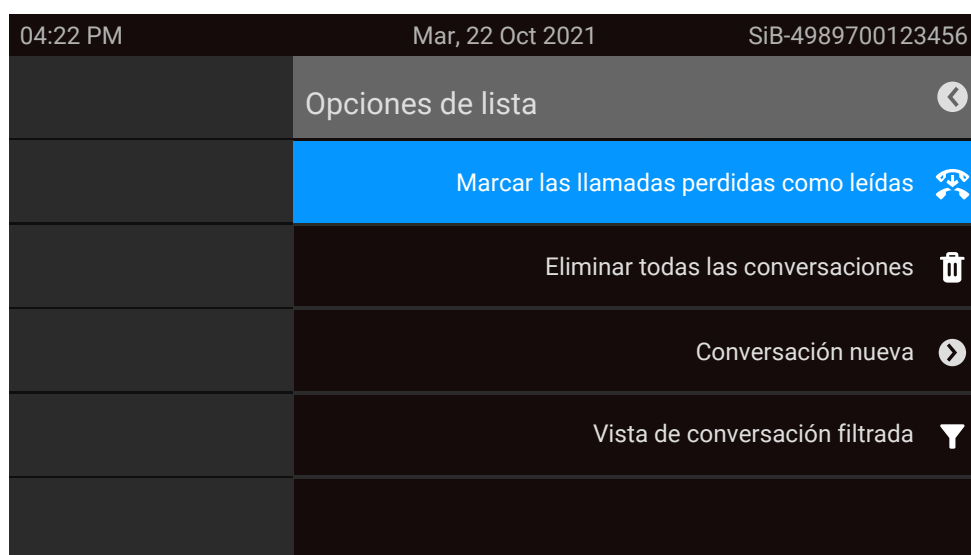 04:22 PM Mar, 22 Oct 2021 SiB-4989700123456
Opciones de lista
Marcar las llamadas perdidas como leídas
Eliminar todas las conversaciones
Conversación nueva
Vista de conversación filtrada